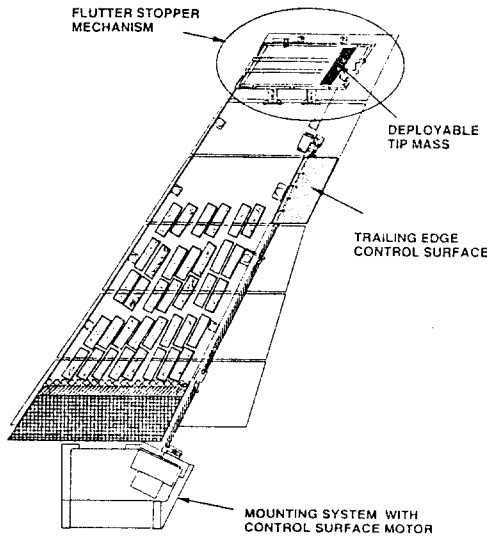 FLUTTER STOPPER
MECHANISM
DEPLOYABLE
TIP MASS
TRAILING EDGE
CONTROL SURFACE
MOUNTING SYSTEM WITH
CONTROL SURFACE MOTOR